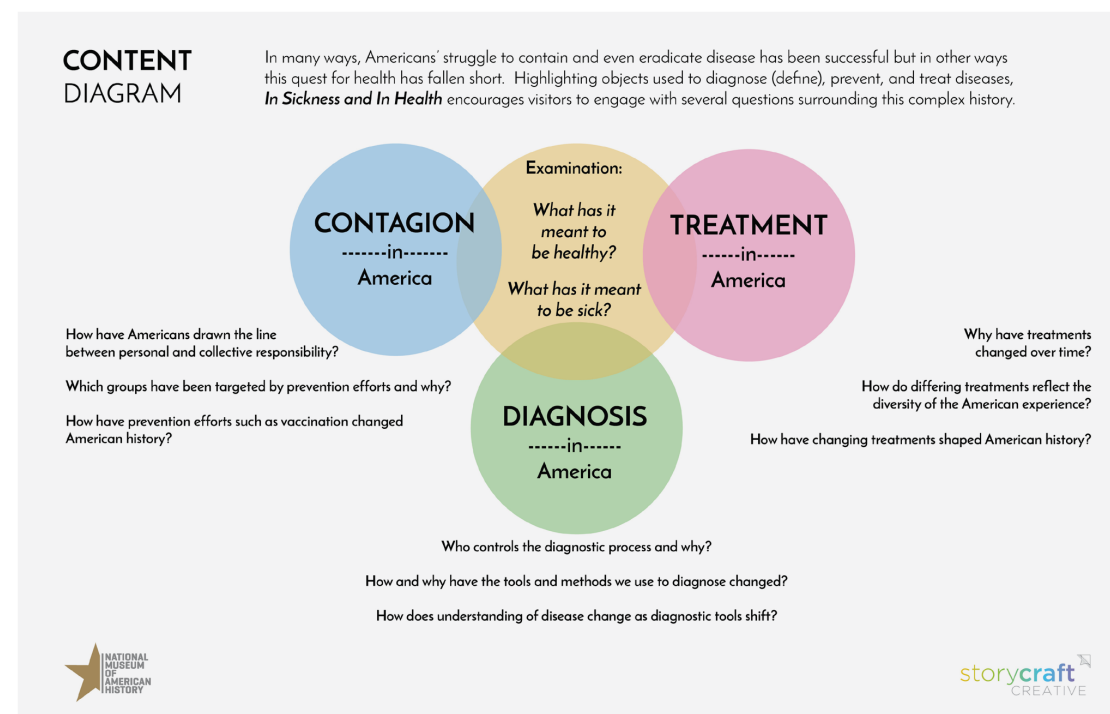 CONTENT
DIAGRAM
In many ways, Americans' struggle to contain and even eradicate disease has been successful but in other ways
this quest for health has fallen short. Highlighting objects used to diagnose (define), prevent, and treat diseases,
In Sickness and In Health encourages visitors to engage with several questions surrounding this complex history.
CONTAGION
-------in-------
America
Examination:
What has it
meant to
be healthy?
What has it meant
to be sick?
TREATMENT
------in------
America
How have Americans drawn the line
between personal and collective responsibility?
Which groups have been targeted by prevention efforts and why?
How have prevention efforts such as vaccination changed
American history?
DIAGNOSIS
------in------
America
Why have treatments
changed over time?
How do differing treatments reflect the
diversity of the American experience?
How have changing treatments shaped American history?
Who controls the diagnostic process and why?
How and why have the tools and methods we use to diagnose changed?
How does understanding of disease change as diagnostic tools shift?
NATIONAL
MUSEUM
OF
AMERICAN
HISTORY
storycraft
CREATIVE